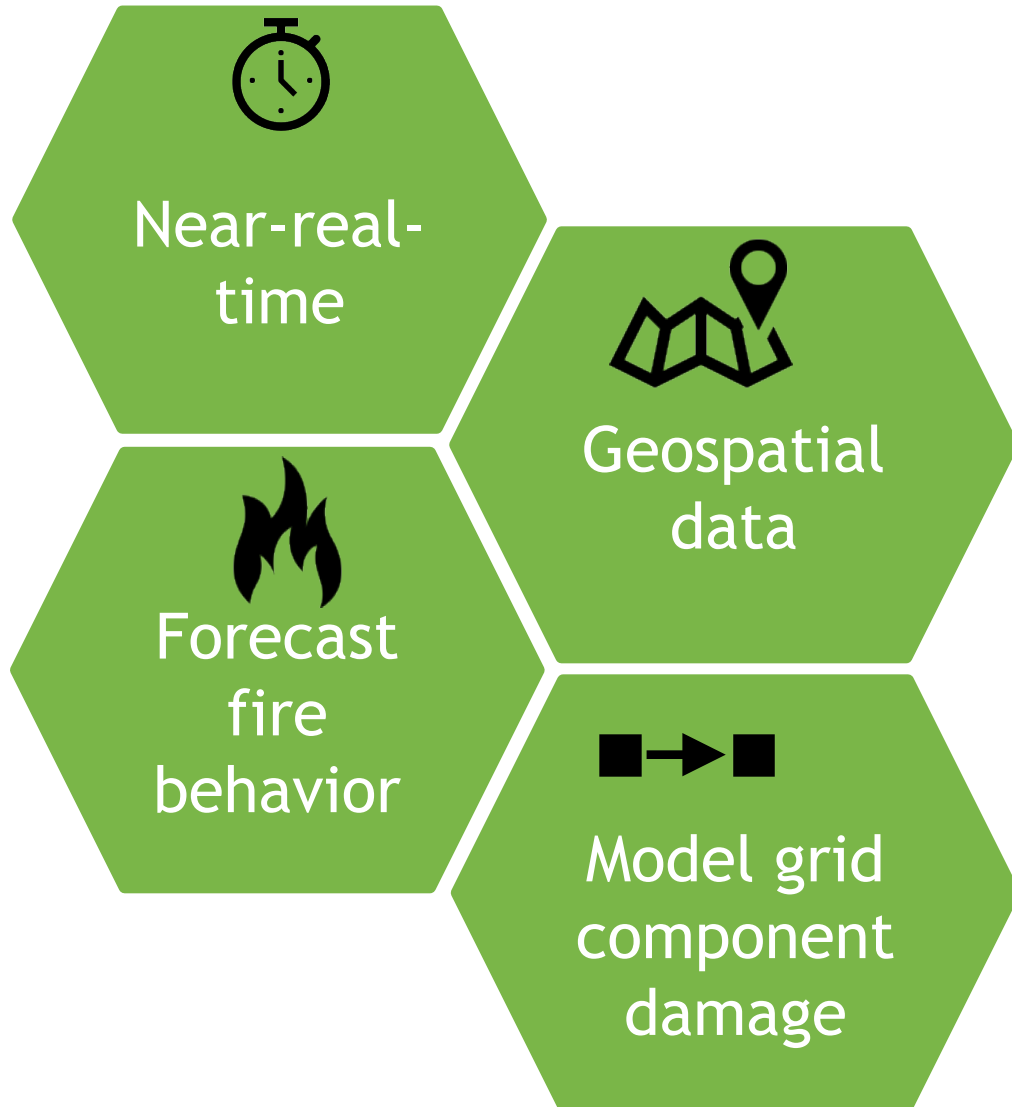 Near-real-
time
Geospatial
data
Forecast
fire
behavior
Model grid
component
damage